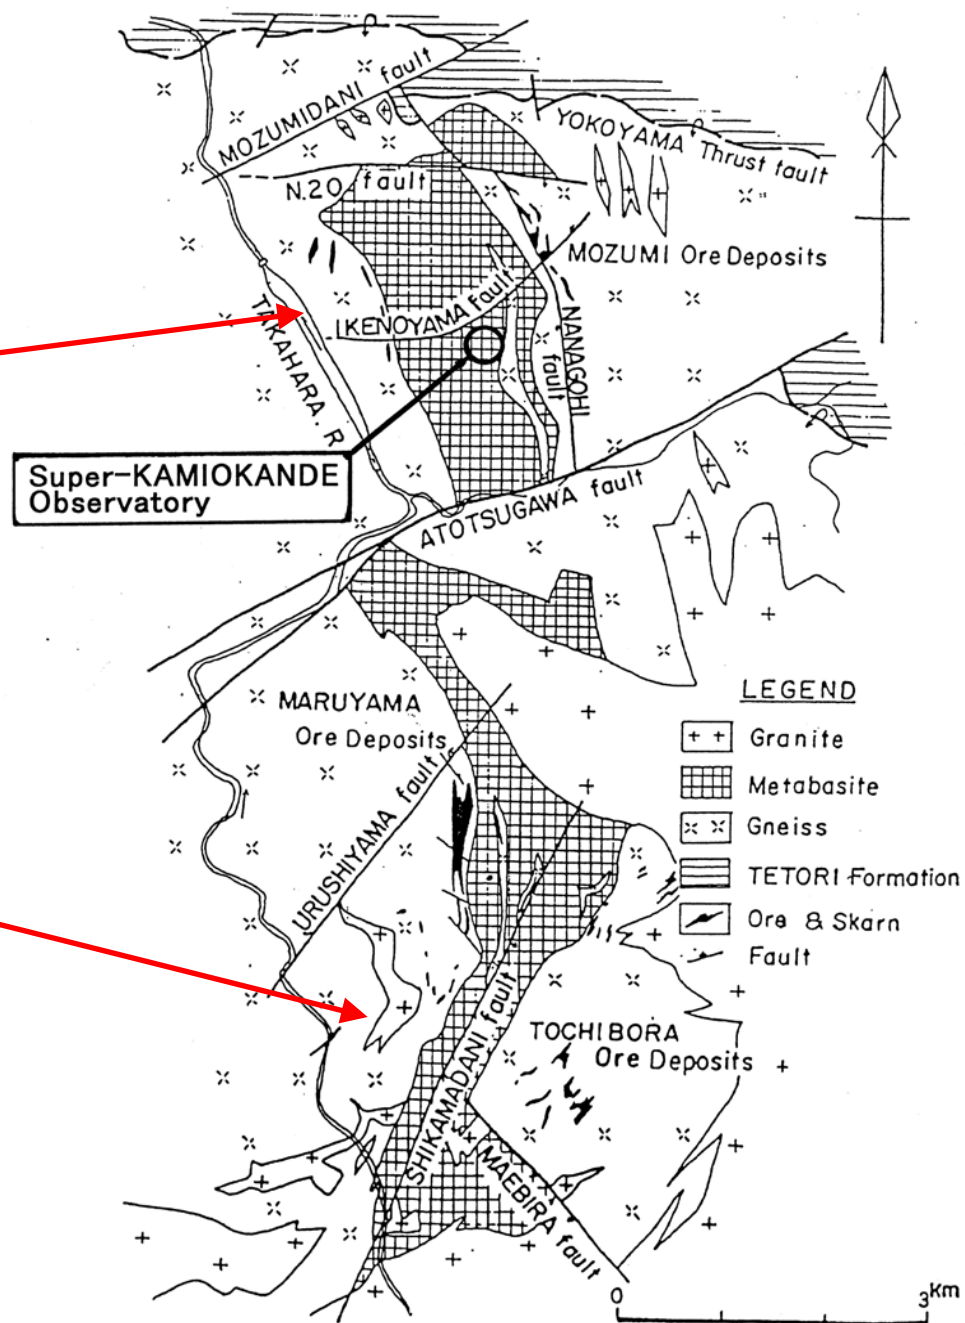 MOZUMIDANI fault
YOKOYAMA Thrust fault
N.20 fault
MOZUMI Ore Deposits
IKENOYAMA fault
NANAGOHI fault
TAKAHARA. R
Super-KAMIOKANDE
Observatory
ATOTSUGAWA fault
MARUYAMA
Ore Deposits
LEGEND
Granite
Metabasite
Gneiss
TETORI Formation
Ore & Skarn
Fault
URUSHIYAMA fault
SHIKAMADANI fault
TOCHIBORA
Ore Deposits
MAEBIRA fault
0 3Km